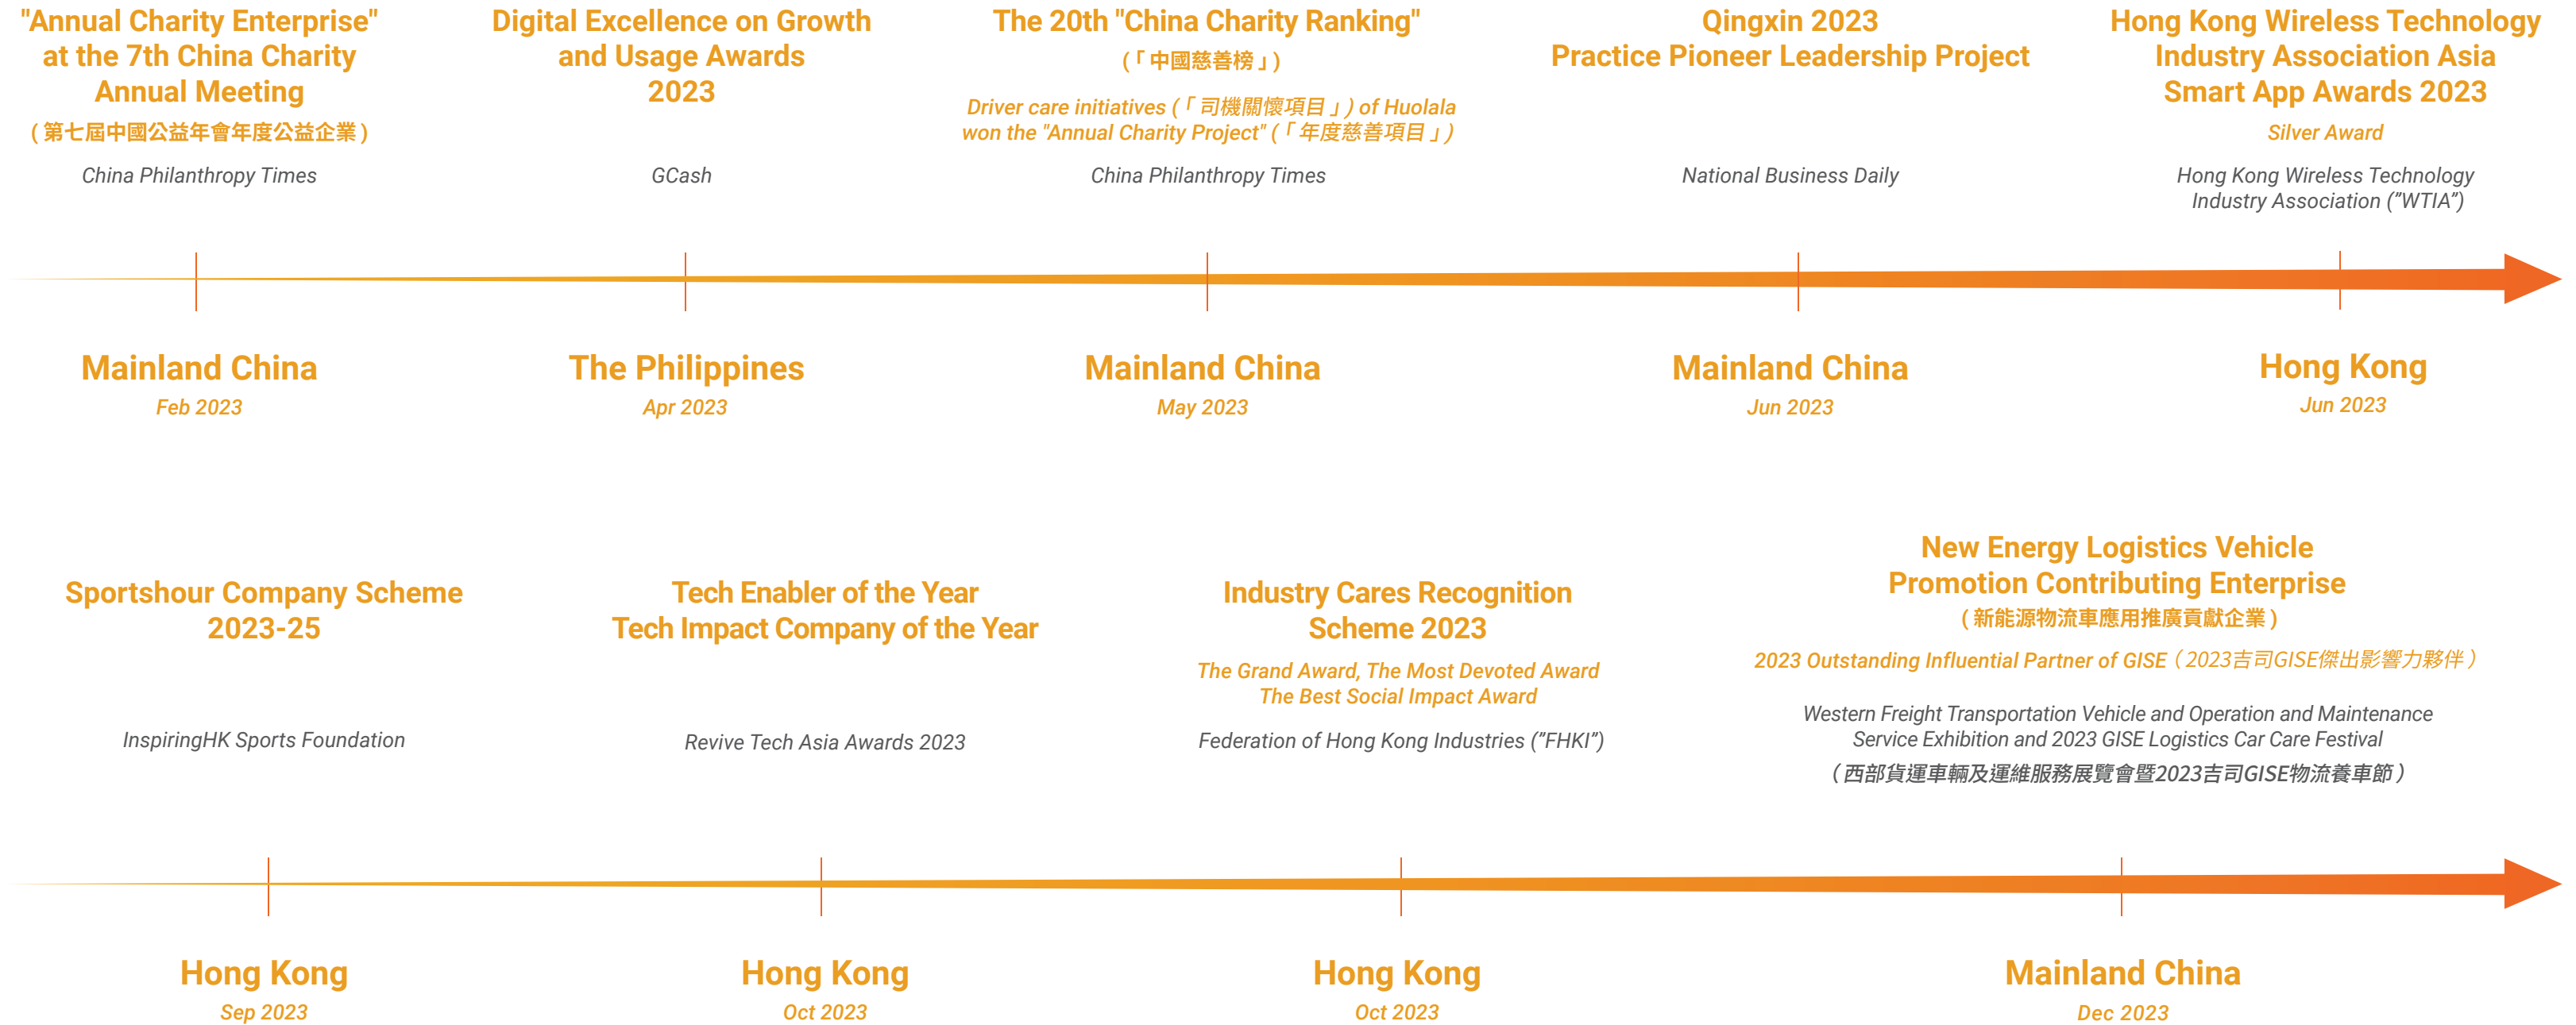 "Annual Charity Enterprise"
at the 7th China Charity
Annual Meeting
(第七屆中國公益年會年度公益企業)
China Philanthropy Times
Mainland China
Feb 2023
Digital Excellence on Growth
and Usage Awards
2023
GCash
The Philippines
Apr 2023
The 20th "China Charity Ranking"
(「中國慈善榜」)
Driver care initiatives (「司機關懷項目」) of Huolala
won the "Annual Charity Project" (「年度慈善項目」)
China Philanthropy Times
Mainland China
May 2023
Qingxin 2023
Practice Pioneer Leadership Project
National Business Daily
Mainland China
Jun 2023
Hong Kong Wireless Technology
Industry Association Asia
Smart App Awards 2023
Silver Award
Hong Kong Wireless Technology
Industry Association ("WTIA")
Hong Kong
Jun 2023
Sportshour Company Scheme
2023-25
InspiringHK Sports Foundation
Hong Kong
Sep 2023
Tech Enabler of the Year
Tech Impact Company of the Year
Revive Tech Asia Awards 2023
Hong Kong
Oct 2023
Industry Cares Recognition
Scheme 2023
The Grand Award, The Most Devoted Award
The Best Social Impact Award
Federation of Hong Kong Industries ("FHKI")
Hong Kong
Oct 2023
New Energy Logistics Vehicle
Promotion Contributing Enterprise
(新能源物流車應用推廣貢獻企業)
2023 Outstanding Influential Partner of GISE（2023吉司GISE傑出影響力夥伴）
Western Freight Transportation Vehicle and Operation and Maintenance
Service Exhibition and 2023 GISE Logistics Car Care Festival
（西部貨運車輛及運維服務展覽會暨2023吉司GISE物流養車節）
Mainland China
Dec 2023